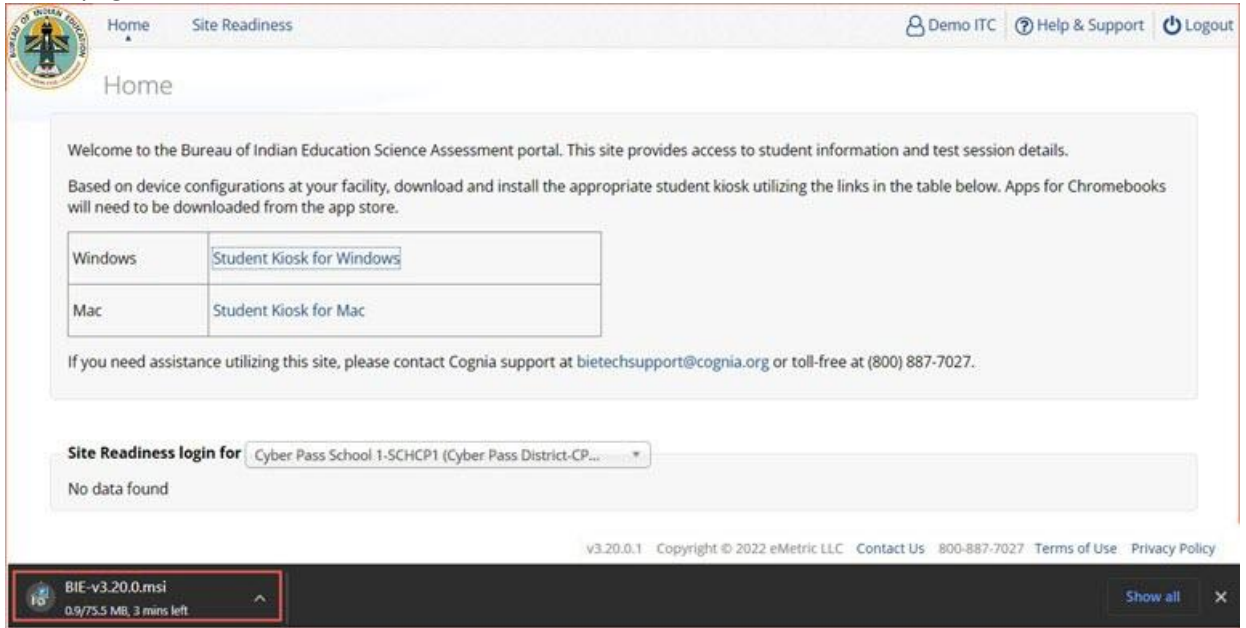 Home Site Readiness Demo ITC Help & Support Logout
Home
Welcome to the Bureau of Indian Education Science Assessment portal. This site provides access to student information and test session details.
Based on device configurations at your facility, download and install the appropriate student kiosk utilizing the links in the table below. Apps for Chromebooks
will need to be downloaded from the app store.
Windows Student Kiosk for Windows
Mac Student Kiosk for Mac
If you need assistance utilizing this site, please contact Cognia support at bietechsupport@cognia.org or toll-free at (800) 887-7027.
Site Readiness login for Cyber Pass School 1-SCHCP1 (Cyber Pass District-CP...
No data found
v3.20.0.1 Copyright © 2022 eMetric LLC Contact Us 800-887-7027 Terms of Use Privacy Policy
BIE-v3.20.0.msi
0.9/75.5 MB, 3 mins left
Show all